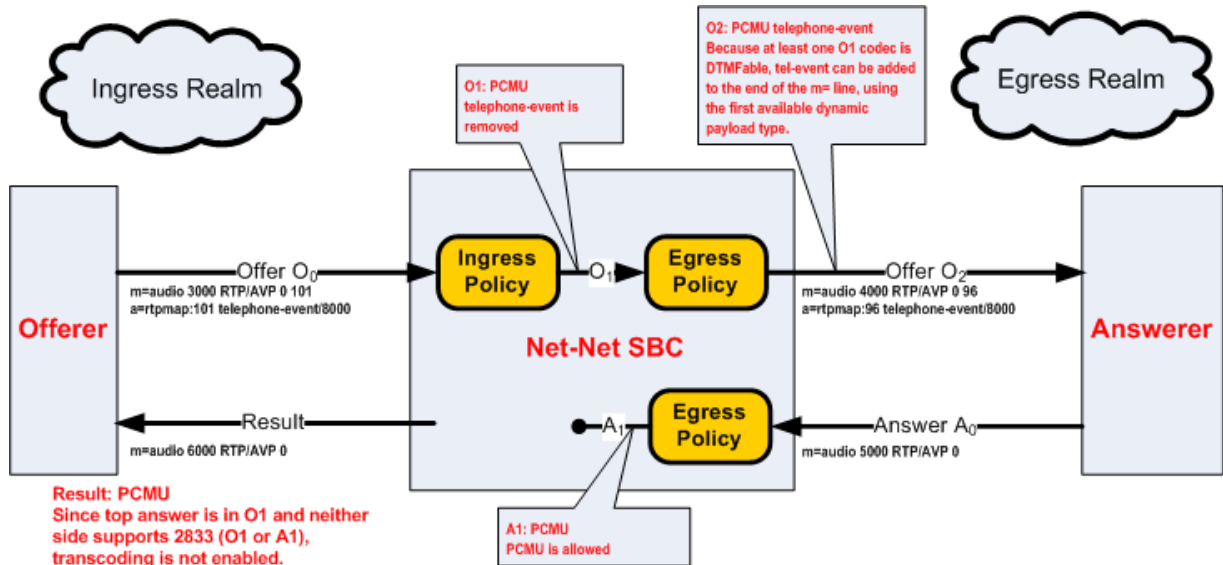 Ingress Realm
Egress Realm
O1: PCMU
telephone-event is
removed
O2: PCMU telephone-event
Because at least one O1 codec is
DTMFable, tel-event can be added
to the end of the m= line, using
the first available dynamic
payload type.
Offerer
Offer O0
m=audio 3000 RTP/AVP 0 101
a=rtpmap:101 telephone-event/8000
Ingress
Policy
O1
Egress
Policy
Offer O2
m=audio 4000 RTP/AVP 0 96
a=rtpmap:96 telephone-event/8000
Answerer
Net-Net SBC
Result
m=audio 6000 RTP/AVP 0
A1
Egress
Policy
Answer A0
m=audio 5000 RTP/AVP 0
Result: PCMU
Since top answer is in O1 and neither
side supports 2833 (O1 or A1),
transcoding is not enabled.
A1: PCMU
PCMU is allowed